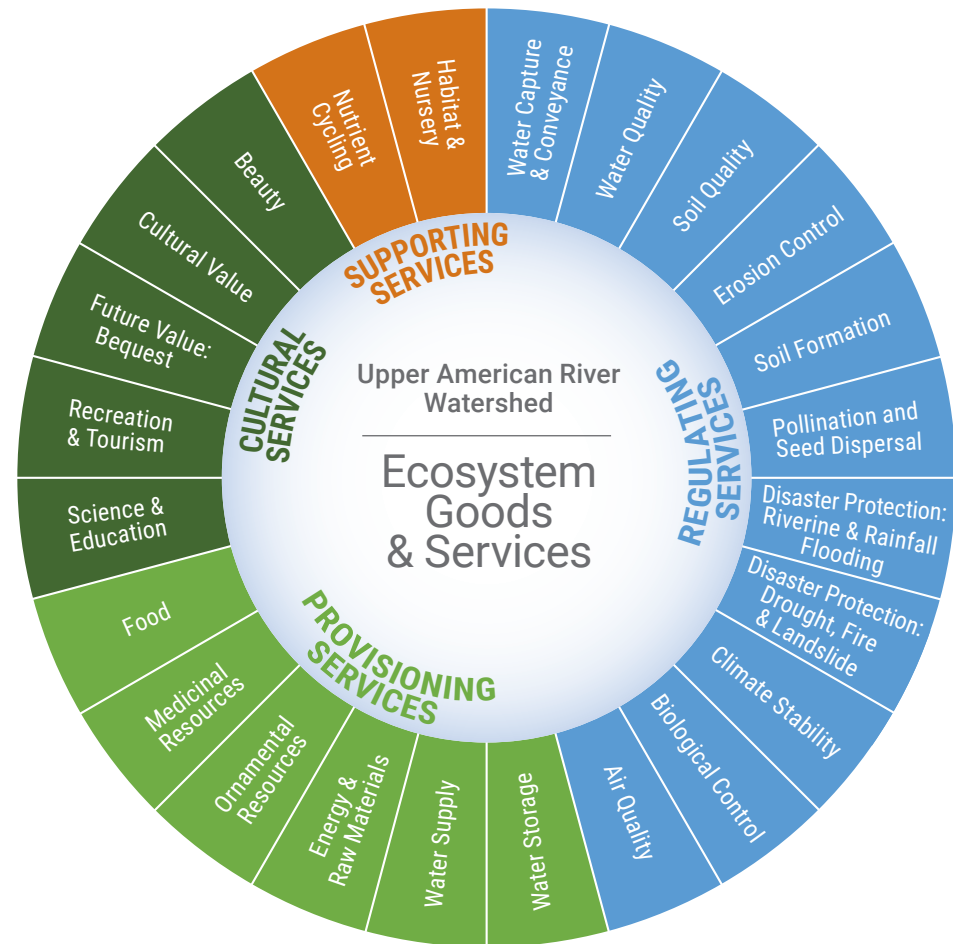 Upper American River
Watershed
Ecosystem
Goods
& Services
SUPPORTING
SERVICES
Nutrient
Cycling
Habitat &
Nursery
REGULATING
SERVICES
Water Capture
& Conveyance
Water Quality
Soil Quality
Erosion Control
Soil Formation
Pollination and
Seed Dispersal
Disaster Protection:
Riverine & Rainfall
Flooding
Disaster Protection:
Drought, Fire
& Landslide
Climate Stability
Biological Control
Air Quality
PROVISIONING
SERVICES
Water Storage
Water Supply
Energy &
Raw Materials
Ornamental
Resources
Medicinal
Resources
Food
CULTURAL
SERVICES
Science &
Education
Recreation
& Tourism
Future Value:
Bequest
Cultural Value
Beauty